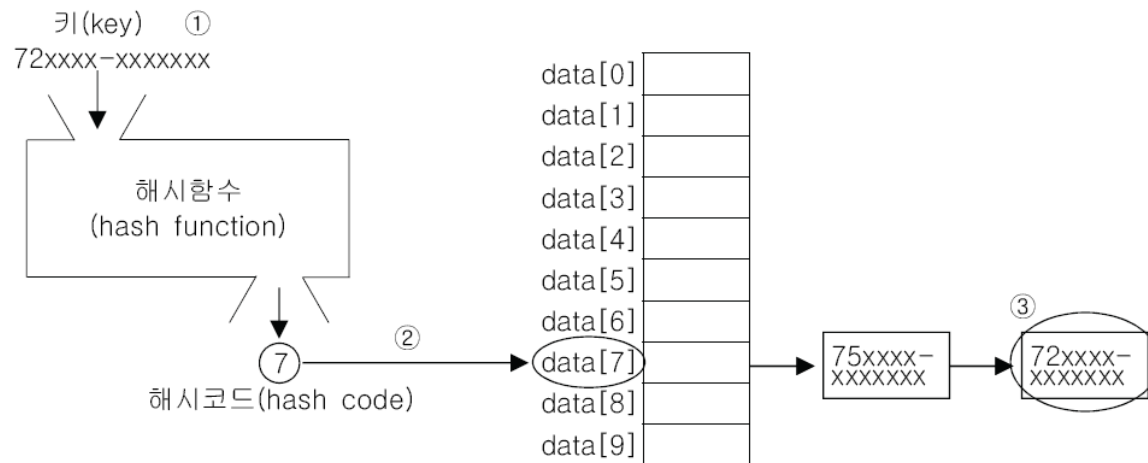 키(key) ①
72xxxx-xxxxxxx
해시함수
(hash function)
7
해시코드(hash code)
②
data[0]
data[1]
data[2]
data[3]
data[4]
data[5]
data[6]
data[7]
data[8]
data[9]
75xxxx-
xxxxxxx
③
72xxxx-
xxxxxxx